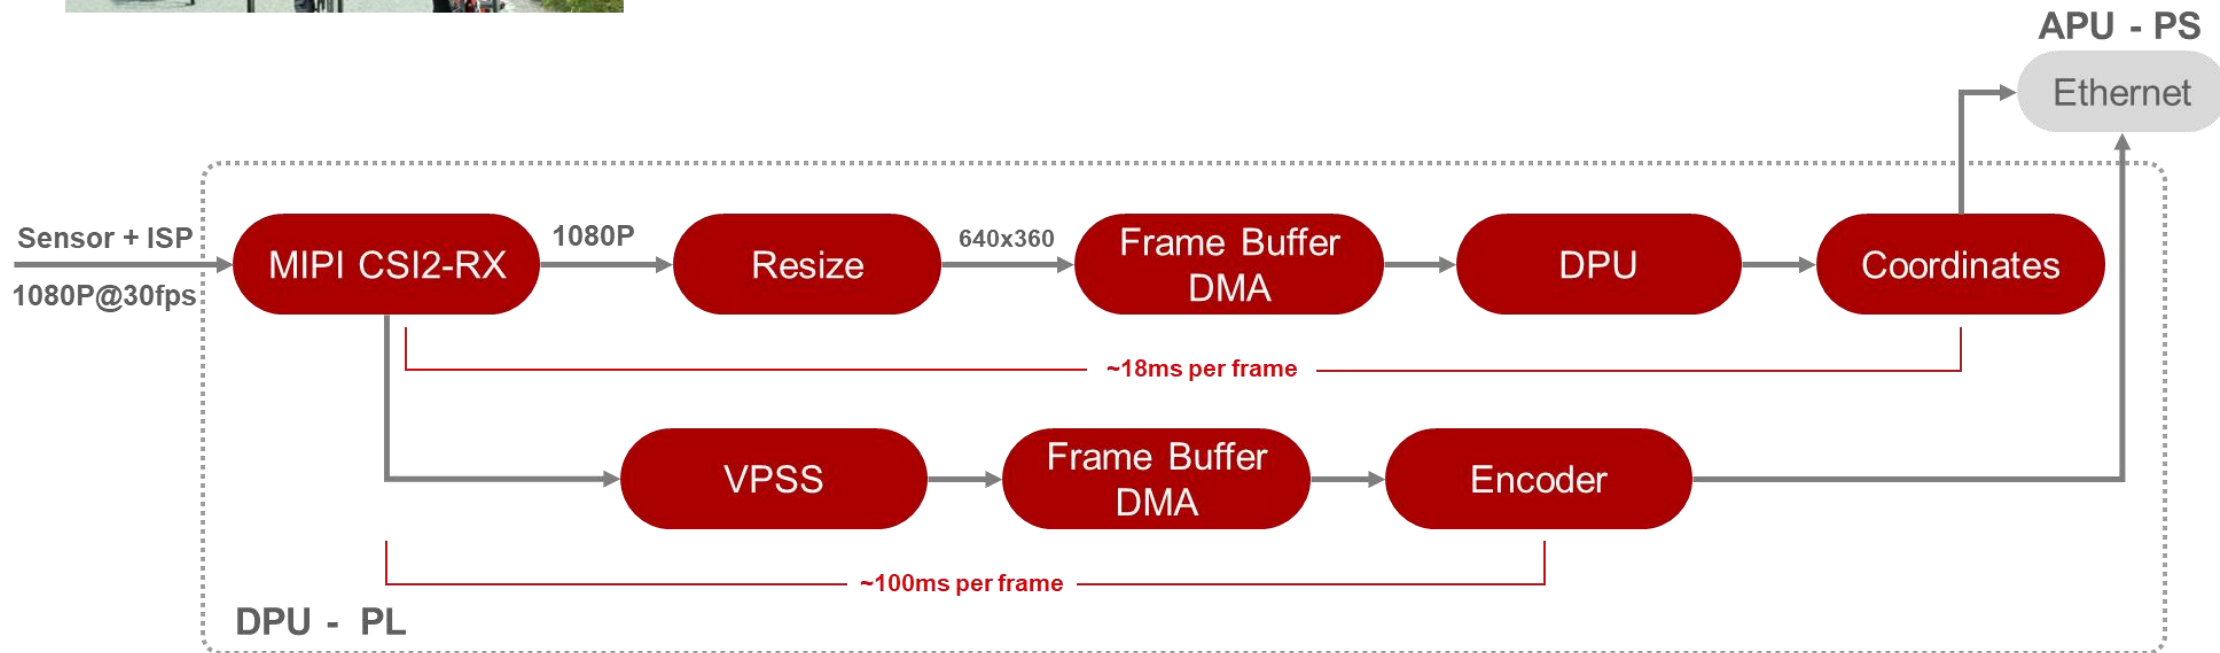 APU - PS
Ethernet
Sensor + ISP
1080P@30fps
MIPI CSI2-RX
1080P
Resize
640x360
Frame Buffer
DMA
DPU
Coordinates
~18ms per frame
VPSS
Frame Buffer
DMA
Encoder
~100ms per frame
DPU - PL